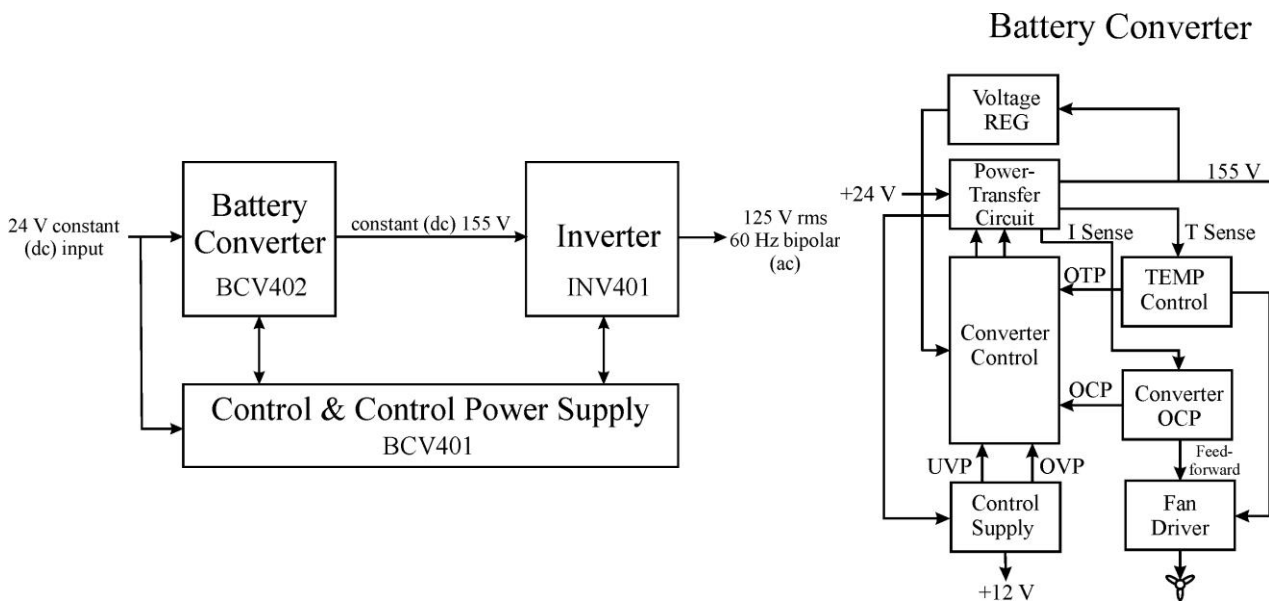 Battery Converter
24 V constant
(dc) input
Battery
Converter
BCV402
constant (dc) 155 V
Inverter
INV401
125 V rms
60 Hz bipolar
(ac)
Control & Control Power Supply
BCV401
Voltage
REG
+24 V
Power-
Transfer
Circuit
155 V
I Sense
T Sense
OTP
TEMP
Control
Converter
Control
OCP
Converter
OCP
UVP
OVP
Feed-
forward
Control
Supply
Fan
Driver
+12 V